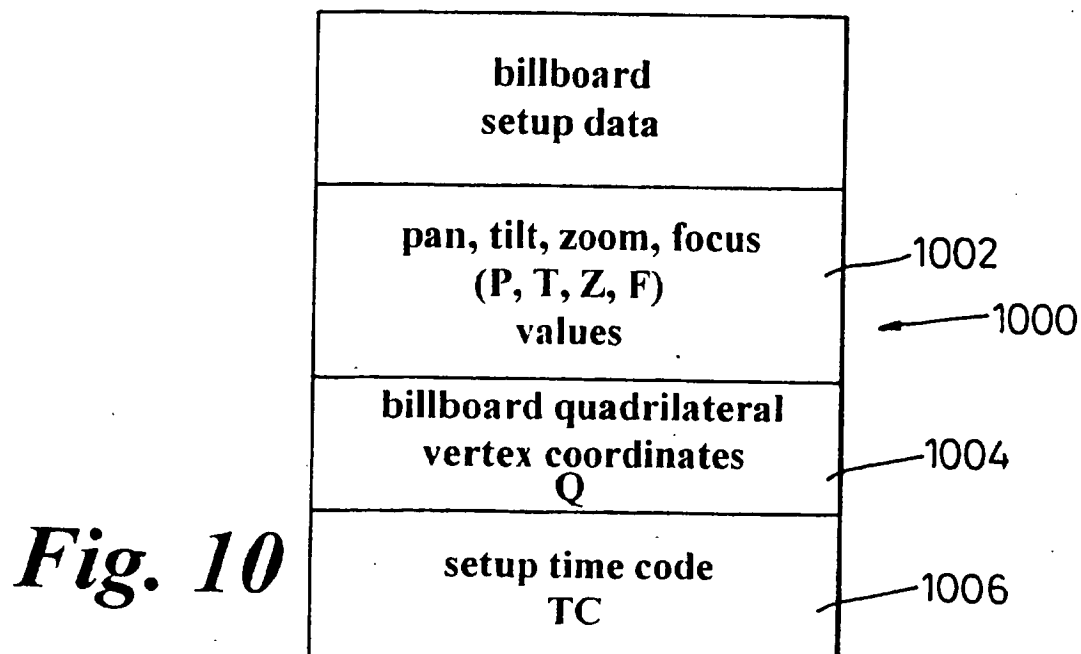 billboard
setup data
pan, tilt, zoom, focus
(P, T, Z, F)
values
1002
1000
billboard quadrilateral
vertex coordinates
Q
1004
Fig. 10
setup time code
TC
1006